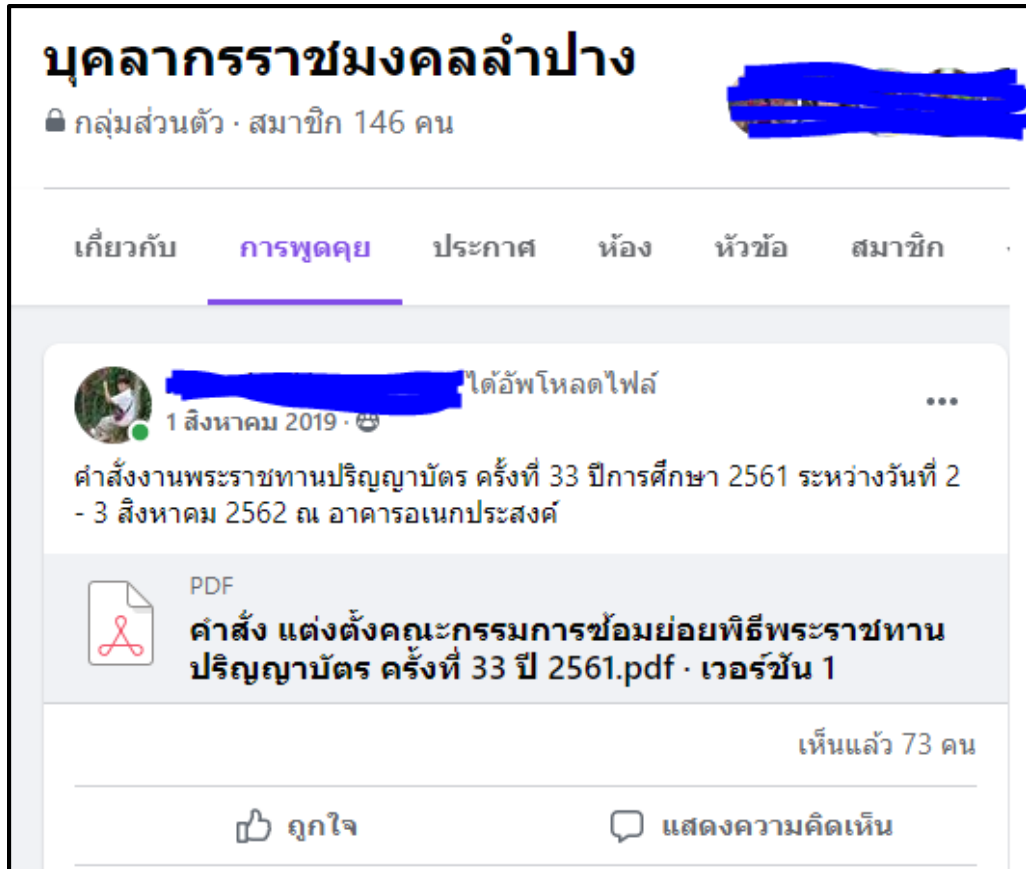 บุคลากรราชมงคลลำปาง
กลุ่มส่วนตัว · สมาชิก 146 คน
เกี่ยวกับ การพูดคุย ประกาศ ห้อง หัวข้อ สมาชิก
ได้อัพโหลดไฟล์
1 สิงหาคม 2019 ·
คำสั่งงานพระราชทานปริญญาบัตร ครั้งที่ 33 ปีการศึกษา 2561 ระหว่างวันที่ 2
- 3 สิงหาคม 2562 ณ อาคารอเนกประสงค์
PDF
คำสั่ง แต่งตั้งคณะกรรมการซ้อมย่อยพิธีพระราชทาน
ปริญญาบัตร ครั้งที่ 33 ปี 2561.pdf · เวอร์ชัน 1
เห็นแล้ว 73 คน
ถูกใจ แสดงความคิดเห็น